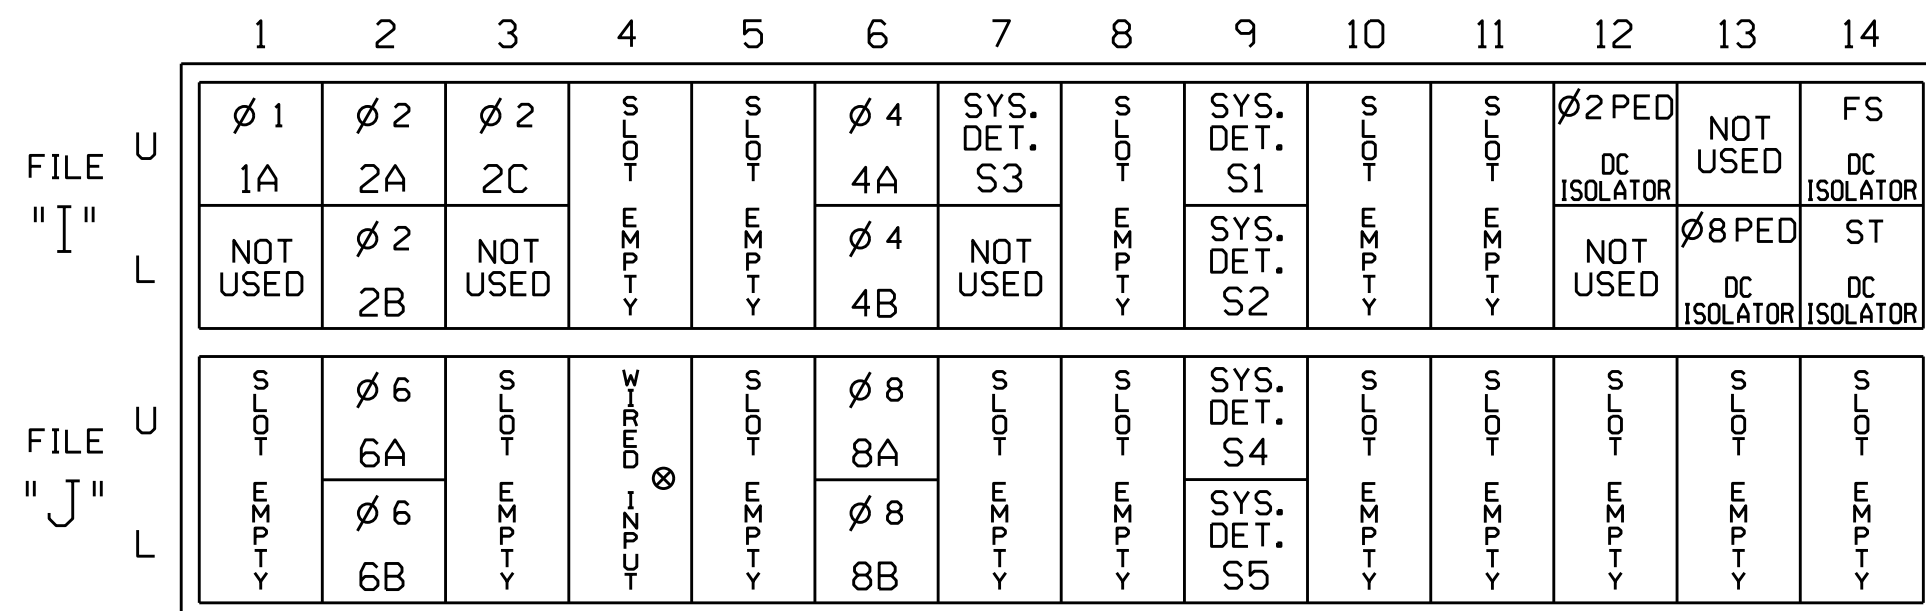 1 2 3 4 5 6 7 8 9 10 11 12 13 14
FILE "I"
U
Ø 1 1A
Ø 2 2A
Ø 2 2C
SLOT EMPTY
SLOT EMPTY
Ø 4 4A
SYS. DET. S3
SLOT EMPTY
SYS. DET. S1
SLOT EMPTY
SLOT EMPTY
Ø2 PED DC ISOLATOR
NOT USED
FS DC ISOLATOR
L
NOT USED
Ø 2 2B
NOT USED
Ø 4 4B
NOT USED
SYS. DET. S2
NOT USED
Ø8 PED DC ISOLATOR
ST DC ISOLATOR
FILE "J"
U
SLOT EMPTY
Ø 6 6A
SLOT EMPTY
WIRED INPUT ⊗
SLOT EMPTY
Ø 8 8A
SLOT EMPTY
SLOT EMPTY
SYS. DET. S4
SLOT EMPTY
SLOT EMPTY
SLOT EMPTY
SLOT EMPTY
SLOT EMPTY
L
Ø 6 6B
Ø 8 8B
SYS. DET. S5